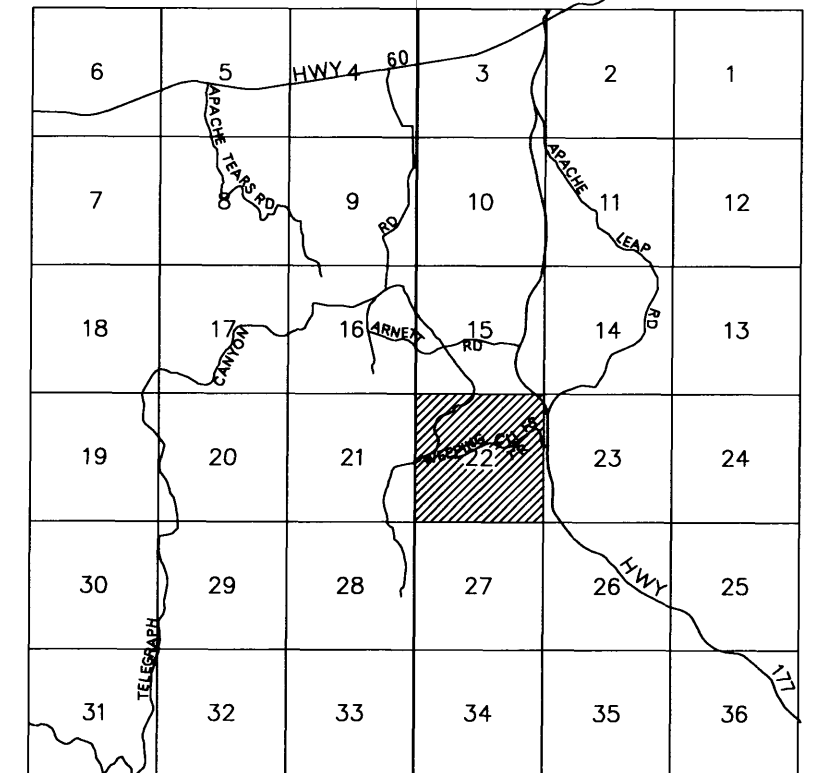 6 5 HWY 4 60 3 2 1
APACHE TEARS RD
APACHE LEAP RD
7 8 9 10 11 12
RD
18 17 16 15 14 13
CANYON
ARNETT RD
19 20 21 22 23 24
WEEPING
30 29 28 27 26 25
HWY 177
TELEGRAPH
31 32 33 34 35 36